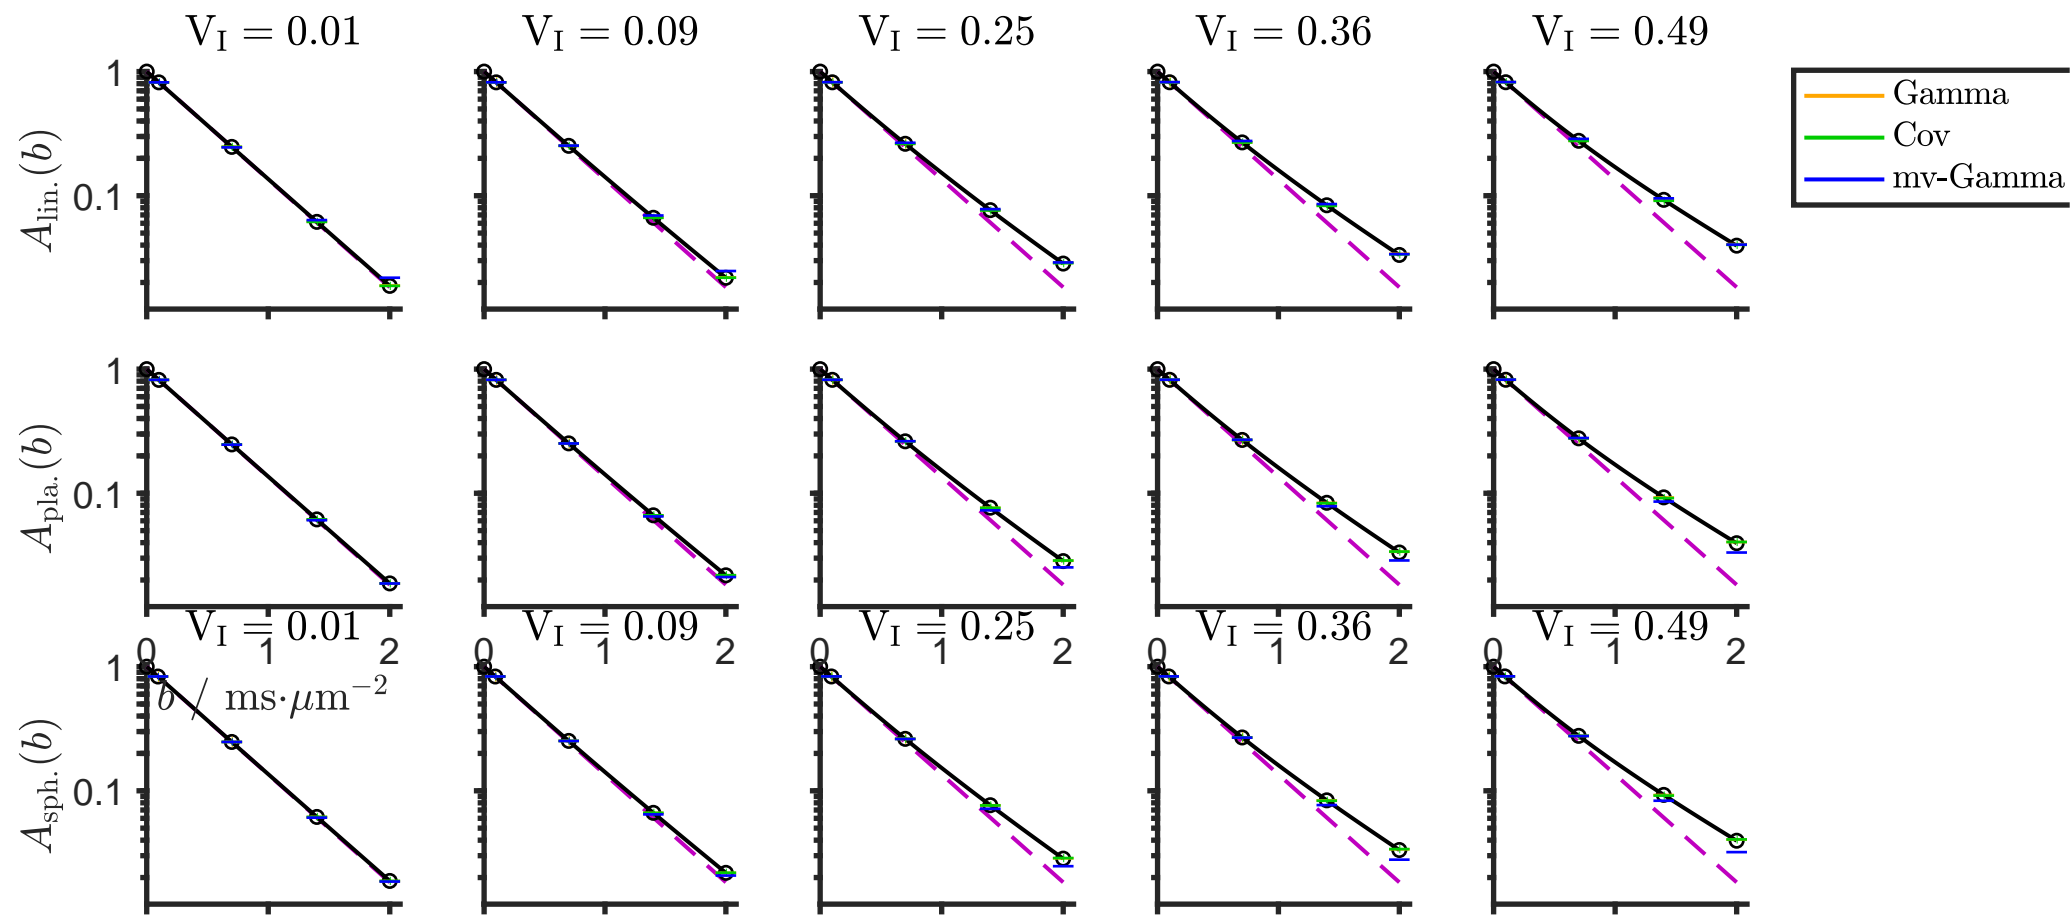 V_I = 0.01
V_I = 0.09
V_I = 0.25
V_I = 0.36
V_I = 0.49
1
0.1
A_lin.(b)
Gamma
Cov
mv-Gamma
1
0.1
A_pla.(b)
V_I = 0.01
V_I = 0.09
V_I = 0.25
V_I = 0.36
V_I = 0.49
0 1 2
0 1 2
0 1 2
0 1 2
0 1 2
b / ms·μm⁻²
1
0.1
A_sph.(b)